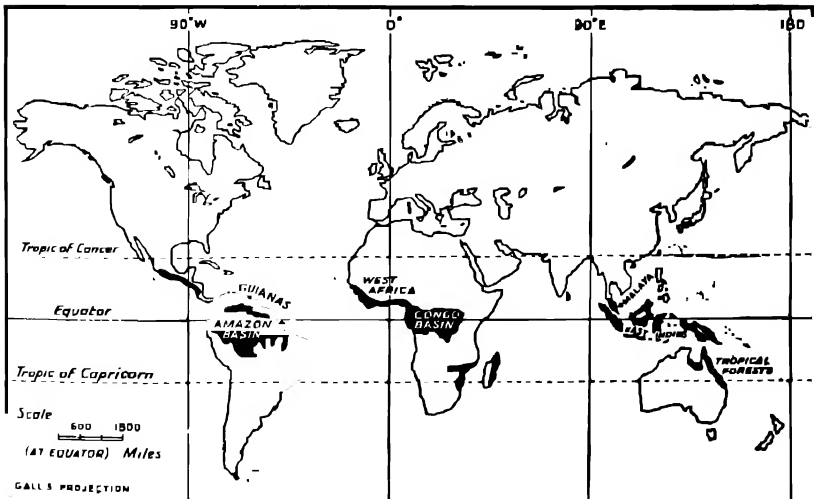 90°W 0° 90°E 180
Tropic of Cancer
WEST
AFRICA
GUIANAS
MALAYA
Equator
CONGO
BASIN
AMAZON
BASIN
EAST INDIES
Tropic of Capricorn
TROPICAL
FORESTS
Scale
600 1800
(AT EQUATOR) Miles
GALL'S PROJECTION